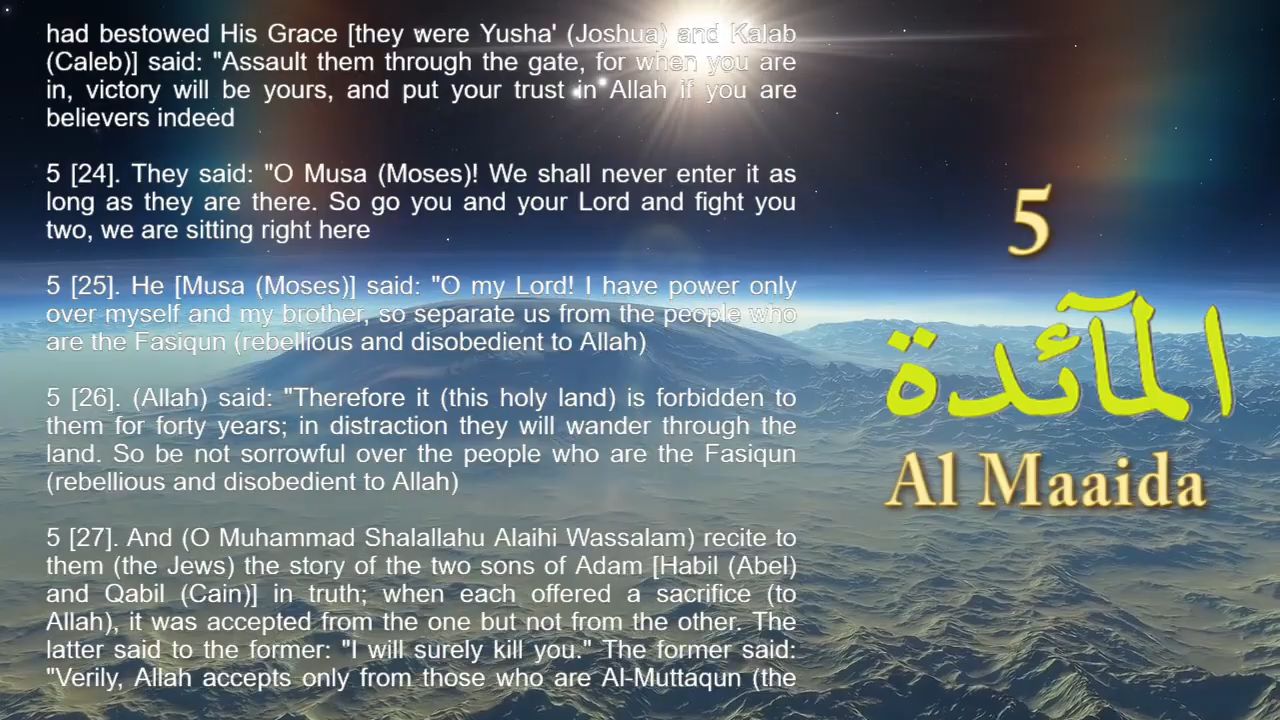 had bestowed His Grace [they were Yusha' (Joshua) and Kalab
(Caleb)] said: "Assault them through the gate, for when you are
in, victory will be yours, and put your trust in Allah if you are
believers indeed
5 [24]. They said: "O Musa (Moses)! We shall never enter it as
long as they are there. So go you and your Lord and fight you
two, we are sitting right here
5 [25]. He [Musa (Moses)] said: "O my Lord! I have power only
over myself and my brother, so separate us from the people who
are the Fasiqun (rebellious and disobedient to Allah)
5 [26]. (Allah) said: "Therefore it (this holy land) is forbidden to
them for forty years; in distraction they will wander through the
land. So be not sorrowful over the people who are the Fasiqun
(rebellious and disobedient to Allah)
5 [27]. And (O Muhammad Shalallahu Alaihi Wassalam) recite to
them (the Jews) the story of the two sons of Adam [Habil (Abel)
and Qabil (Cain)] in truth; when each offered a sacrifice (to
Allah), it was accepted from the one but not from the other. The
latter said to the former: "I will surely kill you." The former said:
"Verily, Allah accepts only from those who are Al-Muttaqun (the
5
المآئدة
Al Maaida